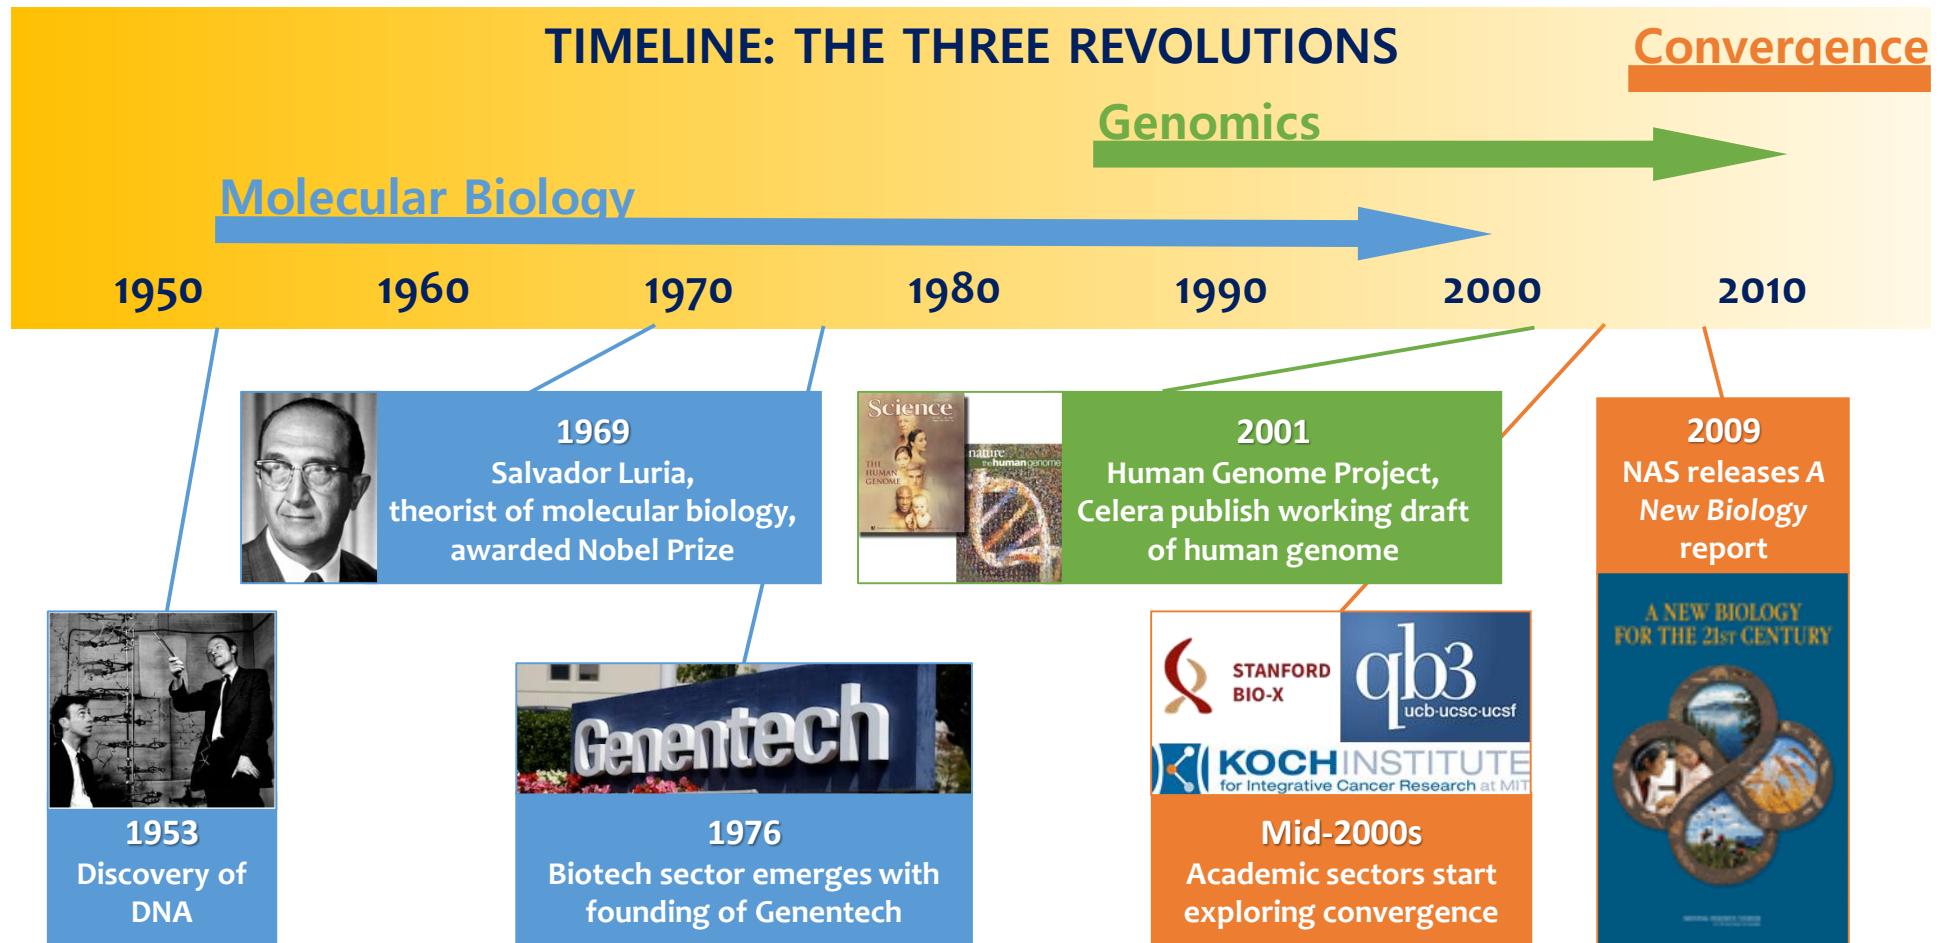 TIMELINE: THE THREE REVOLUTIONS
Convergence
Genomics
Molecular Biology
1950 1960 1970 1980 1990 2000 2010
1969
Salvador Luria,
theorist of molecular biology,
awarded Nobel Prize
Science
THE
HUMAN
GENOME
nature
the human genome
2001
Human Genome Project,
Celera publish working draft
of human genome
2009
NAS releases A
New Biology
report
A NEW BIOLOGY
FOR THE 21ST CENTURY
1953
Discovery of
DNA
Genentech
1976
Biotech sector emerges with
founding of Genentech
STANFORD
BIO-X
qb3
ucb·ucsc·ucsf
KOCH INSTITUTE
for Integrative Cancer Research at MIT
Mid-2000s
Academic sectors start
exploring convergence